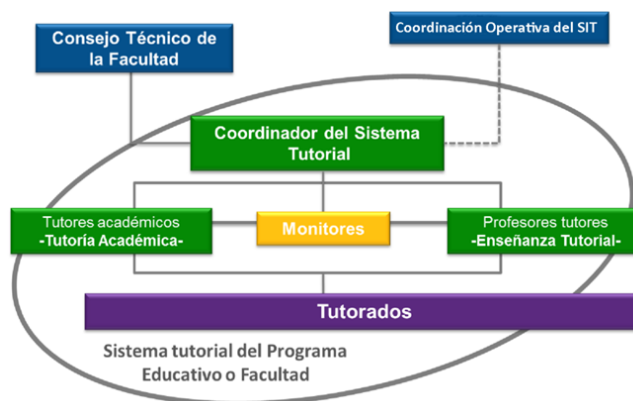 Consejo Técnico de
la Facultad
Coordinación Operativa del SIT
Coordinador del Sistema
Tutorial
Tutores académicos
-Tutoría Académica-
Monitores
Profesores tutores
-Enseñanza Tutorial-
Tutorados
Sistema tutorial del Programa
Educativo o Facultad